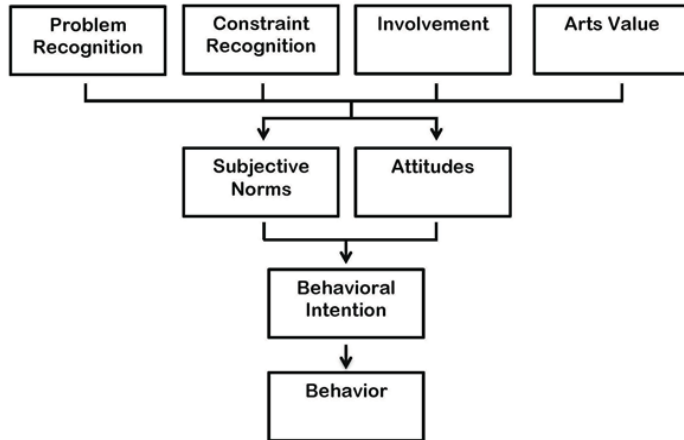 Problem
Recognition
Constraint
Recognition
Involvement
Arts Value
Subjective
Norms
Attitudes
Behavioral
Intention
Behavior